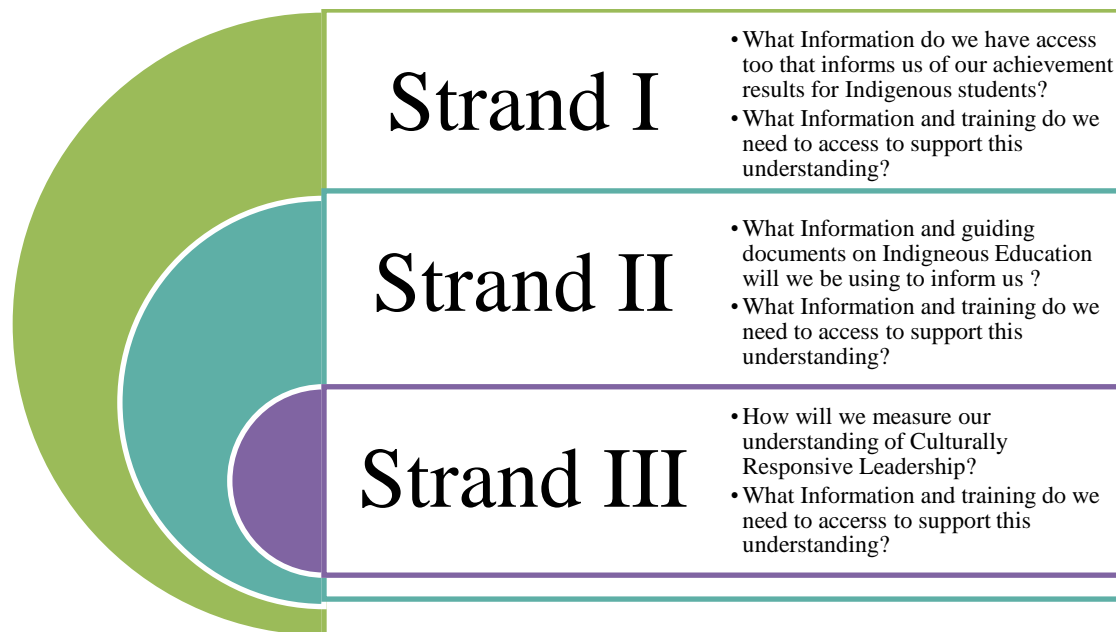 Strand I
• What Information do we have access
too that informs us of our achievement
results for Indigenous students?
• What Information and training do we
need to access to support this
understanding?
Strand II
• What Information and guiding
documents on Indigneous Education
will we be using to inform us ?
• What Information and training do we
need to access to support this
understanding?
Strand III
• How will we measure our
understanding of Culturally
Responsive Leadership?
• What Information and training do we
need to accerss to support this
understanding?